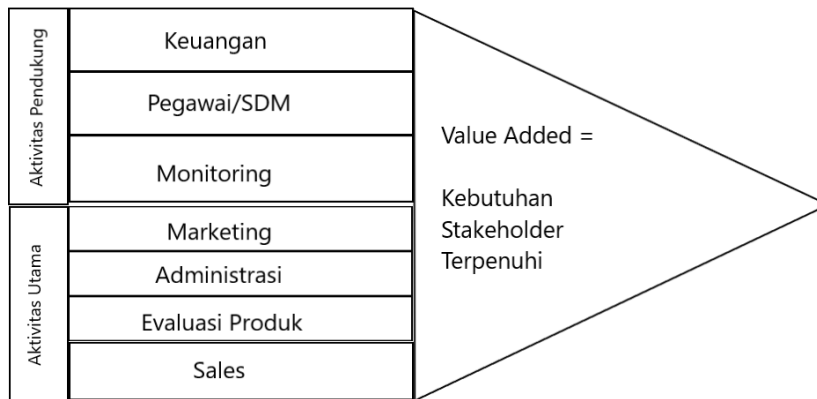 Aktivitas Pendukung
Keuangan
Pegawai/SDM
Monitoring
Aktivitas Utama
Marketing
Administrasi
Evaluasi Produk
Sales
Value Added =
Kebutuhan
Stakeholder
Terpenuhi